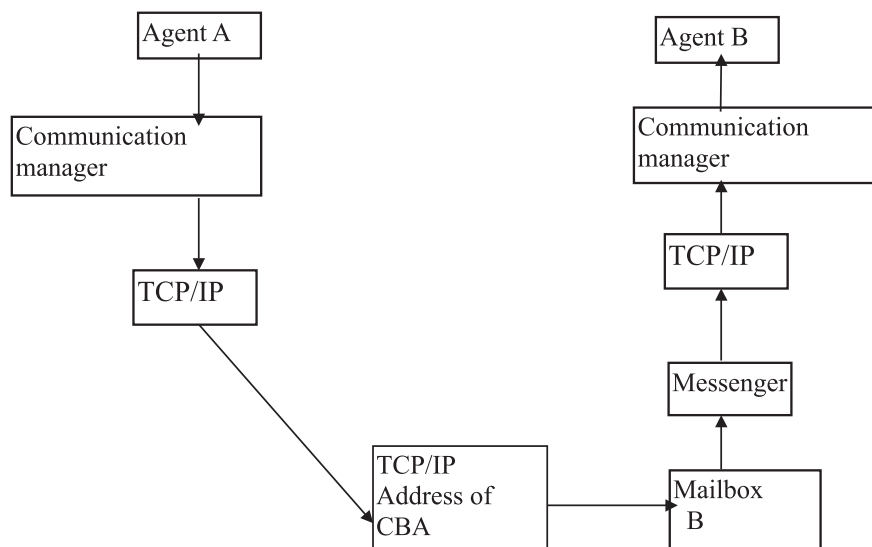 Agent A
Communication
manager
TCP/IP
TCP/IP
Address of
CBA
Mailbox
B
Messenger
TCP/IP
Communication
manager
Agent B